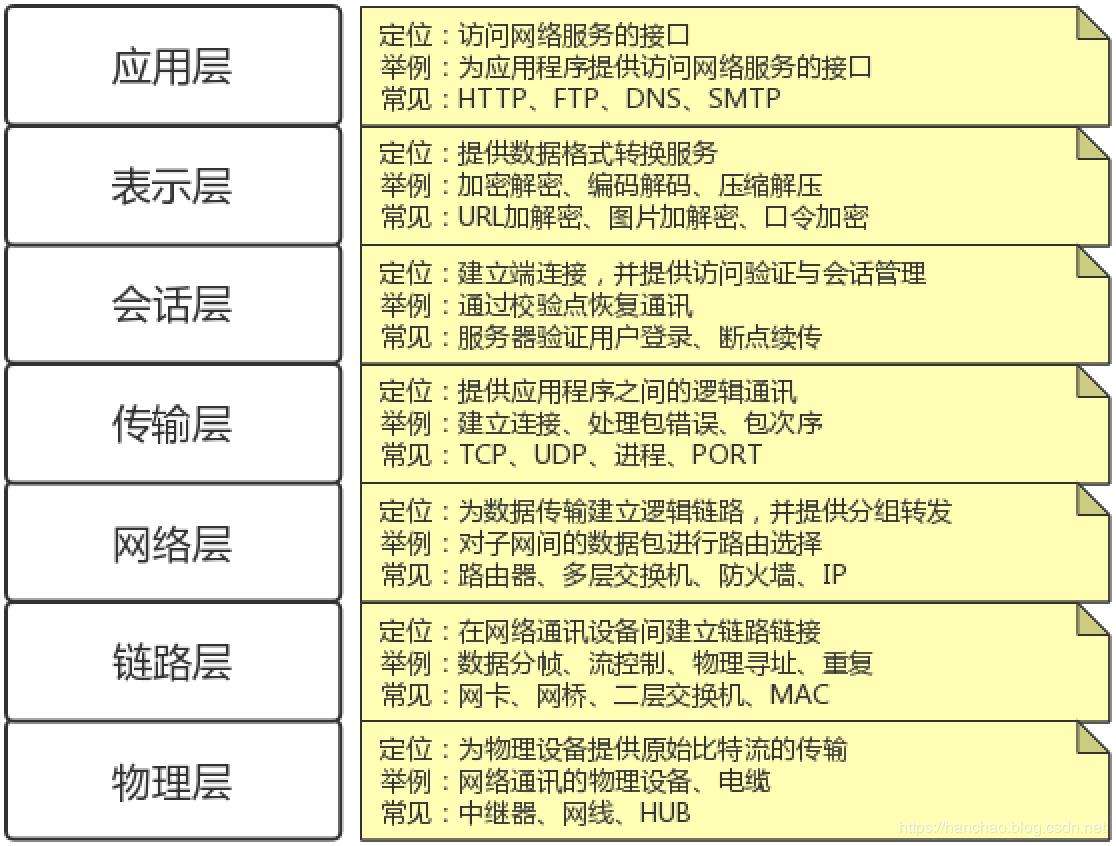 应用层
定位：访问网络服务的接口
举例：为应用程序提供访问网络服务的接口
常见：HTTP、FTP、DNS、SMTP
表示层
定位：提供数据格式转换服务
举例：加密解密、编码解码、压缩解压
常见：URL加解密、图片加解密、口令加密
会话层
定位：建立端连接，并提供访问验证与会话管理
举例：通过校验点恢复通讯
常见：服务器验证用户登录、断点续传
传输层
定位：提供应用程序之间的逻辑通讯
举例：建立连接、处理包错误、包次序
常见：TCP、UDP、进程、PORT
网络层
定位：为数据传输建立逻辑链路，并提供分组转发
举例：对子网间的数据包进行路由选择
常见：路由器、多层交换机、防火墙、IP
链路层
定位：在网络通讯设备间建立链路链接
举例：数据分帧、流控制、物理寻址、重复
常见：网卡、网桥、二层交换机、MAC
物理层
定位：为物理设备提供原始比特流的传输
举例：网络通讯的物理设备、电缆
常见：中继器、网线、HUB
https://hanchao.blog.csdn.net